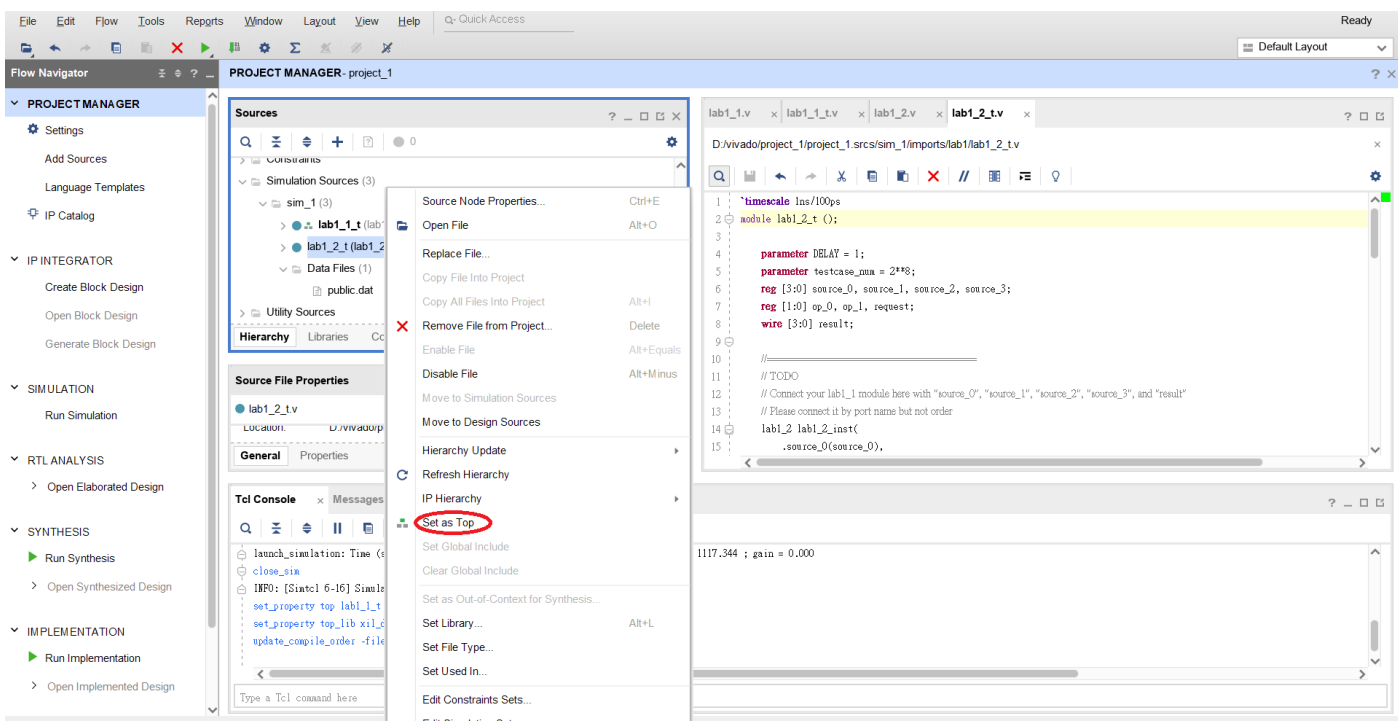 File Edit Flow Tools Reports Window Layout View Help Quick Access Ready
Default Layout
Flow Navigator ?
PROJECT MANAGER - project_1 ?
PROJECT MANAGER
Settings
Add Sources
Language Templates
IP Catalog
IP INTEGRATOR
Create Block Design
Open Block Design
Generate Block Design
SIMULATION
Run Simulation
RTL ANALYSIS
Open Elaborated Design
SYNTHESIS
Run Synthesis
Open Synthesized Design
IMPLEMENTATION
Run Implementation
Open Implemented Design
Sources ?
0
Constraints
Simulation Sources (3)
sim_1 (3)
lab1_1_t (lab
lab1_2_t (lab1_2
Data Files (1)
public.dat
Utility Sources
Hierarchy Libraries Co
Source File Properties
lab1_2_t.v
Location: D:/vivado/p
General Properties
Source Node Properties... Ctrl+E
Open File Alt+O
Replace File...
Copy File Into Project
Copy All Files Into Project Alt+I
Remove File from Project... Delete
Enable File Alt+Equals
Disable File Alt+Minus
Move to Simulation Sources
Move to Design Sources
Hierarchy Update
Refresh Hierarchy
IP Hierarchy
Set as Top
Set Global Include
Clear Global Include
Set as Out-of-Context for Synthesis...
Set Library... Alt+L
Set File Type...
Set Used In...
Edit Constraints Sets...
lab1_1.v lab1_1_t.v lab1_2.v lab1_2_t.v ?
D:/vivado/project_1/project_1.srcs/sim_1/imports/lab1/lab1_2_t.v
1 `timescale 1ns/100ps
2 module lab1_2_t ();
3
4 parameter DELAY = 1;
5 parameter testcase_num = 2**8;
6 reg [3:0] source_0, source_1, source_2, source_3;
7 reg [1:0] op_0, op_1, request;
8 wire [3:0] result;
9
10 //================================
11 // TODO
12 // Connect your lab1_1 module here with "source_0", "source_1", "source_2", "source_3", and "result"
13 // Please connect it by port name but not order
14 lab1_2 lab1_2_inst(
15 .source_0(source_0),
Tcl Console Messages ?
launch_simulation: Time (s 1117.344 ; gain = 0.000
close_sim
INFO: [Simtcl 6-16] Simula
set_property top lab1_1_t
set_property top_lib xil_d
update_compile_order -file
Type a Tcl command here